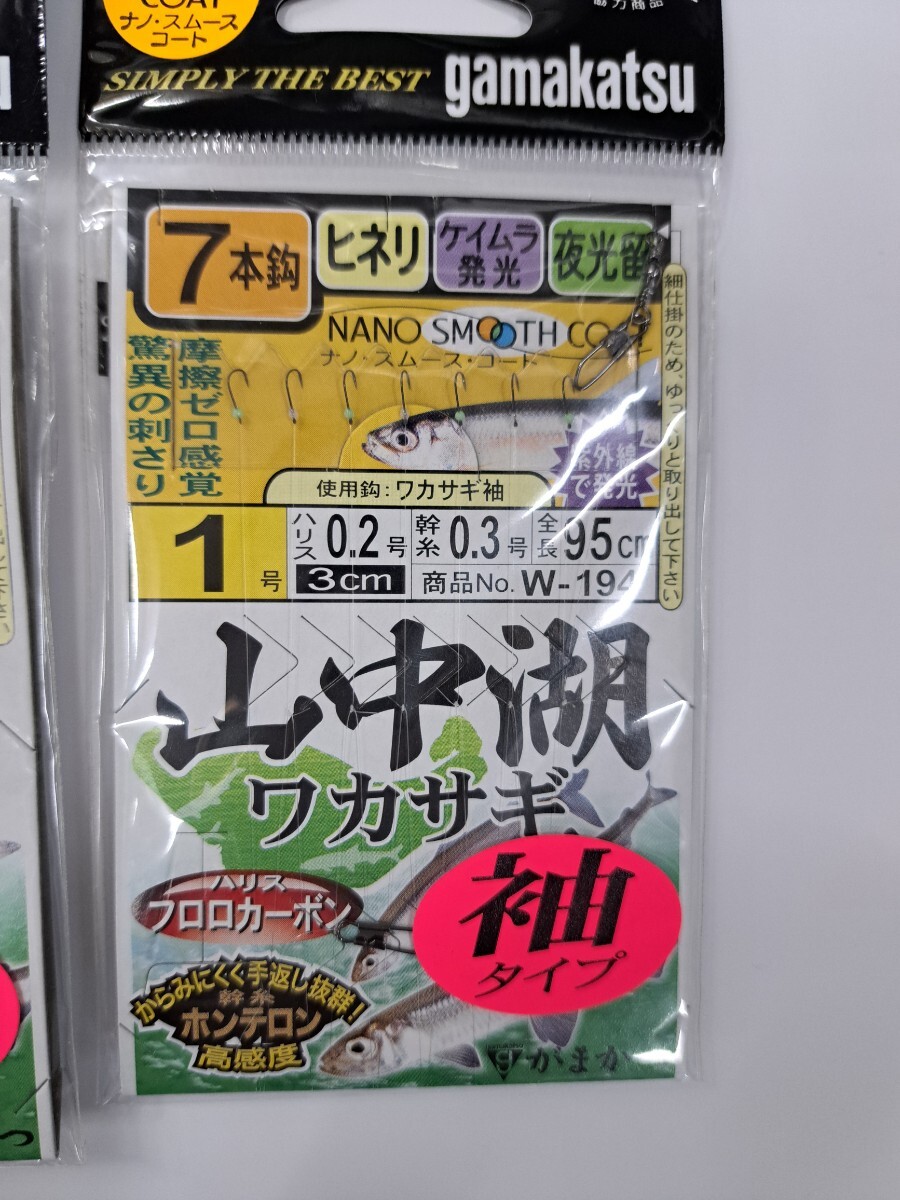 COAT
ナノ・スムース
コート
協力商品
SIMPLY THE BEST
gamakatsu
7本鈎
ヒネリ
ケイムラ
発光
夜光留
NANO SMOOTH COAT
ナノ・スムース・コート
摩擦ゼロ感覚
驚異の刺さり
細仕掛のため、ゆっくりと取り出して下さい
紫外線
で発光
使用鈎:ワカサギ袖
1号
ハリス0.2号
3cm
幹糸0.3号
全長95cm
商品No. W-194
山中湖
ワカサギ
袖
タイプ
ハリス
フロロカーボン
からみにくく手返し抜群!
幹糸
ホンテロン
高感度
がまか
u
つ